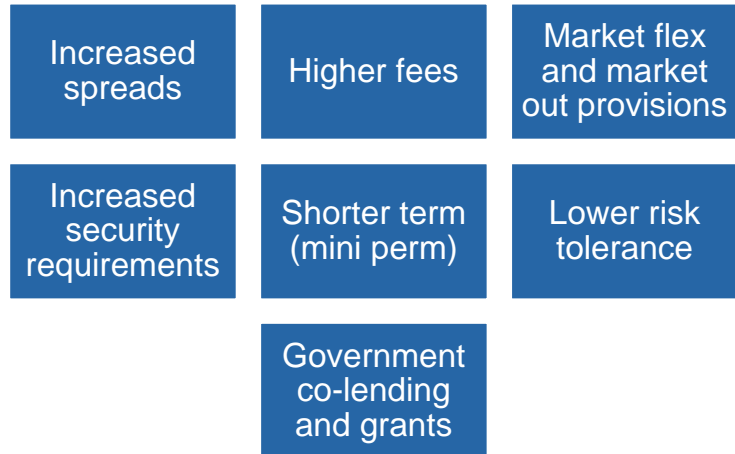 Increased
spreads
Higher fees
Market flex
and market
out provisions
Increased
security
requirements
Shorter term
(mini perm)
Lower risk
tolerance
Government
co-lending
and grants